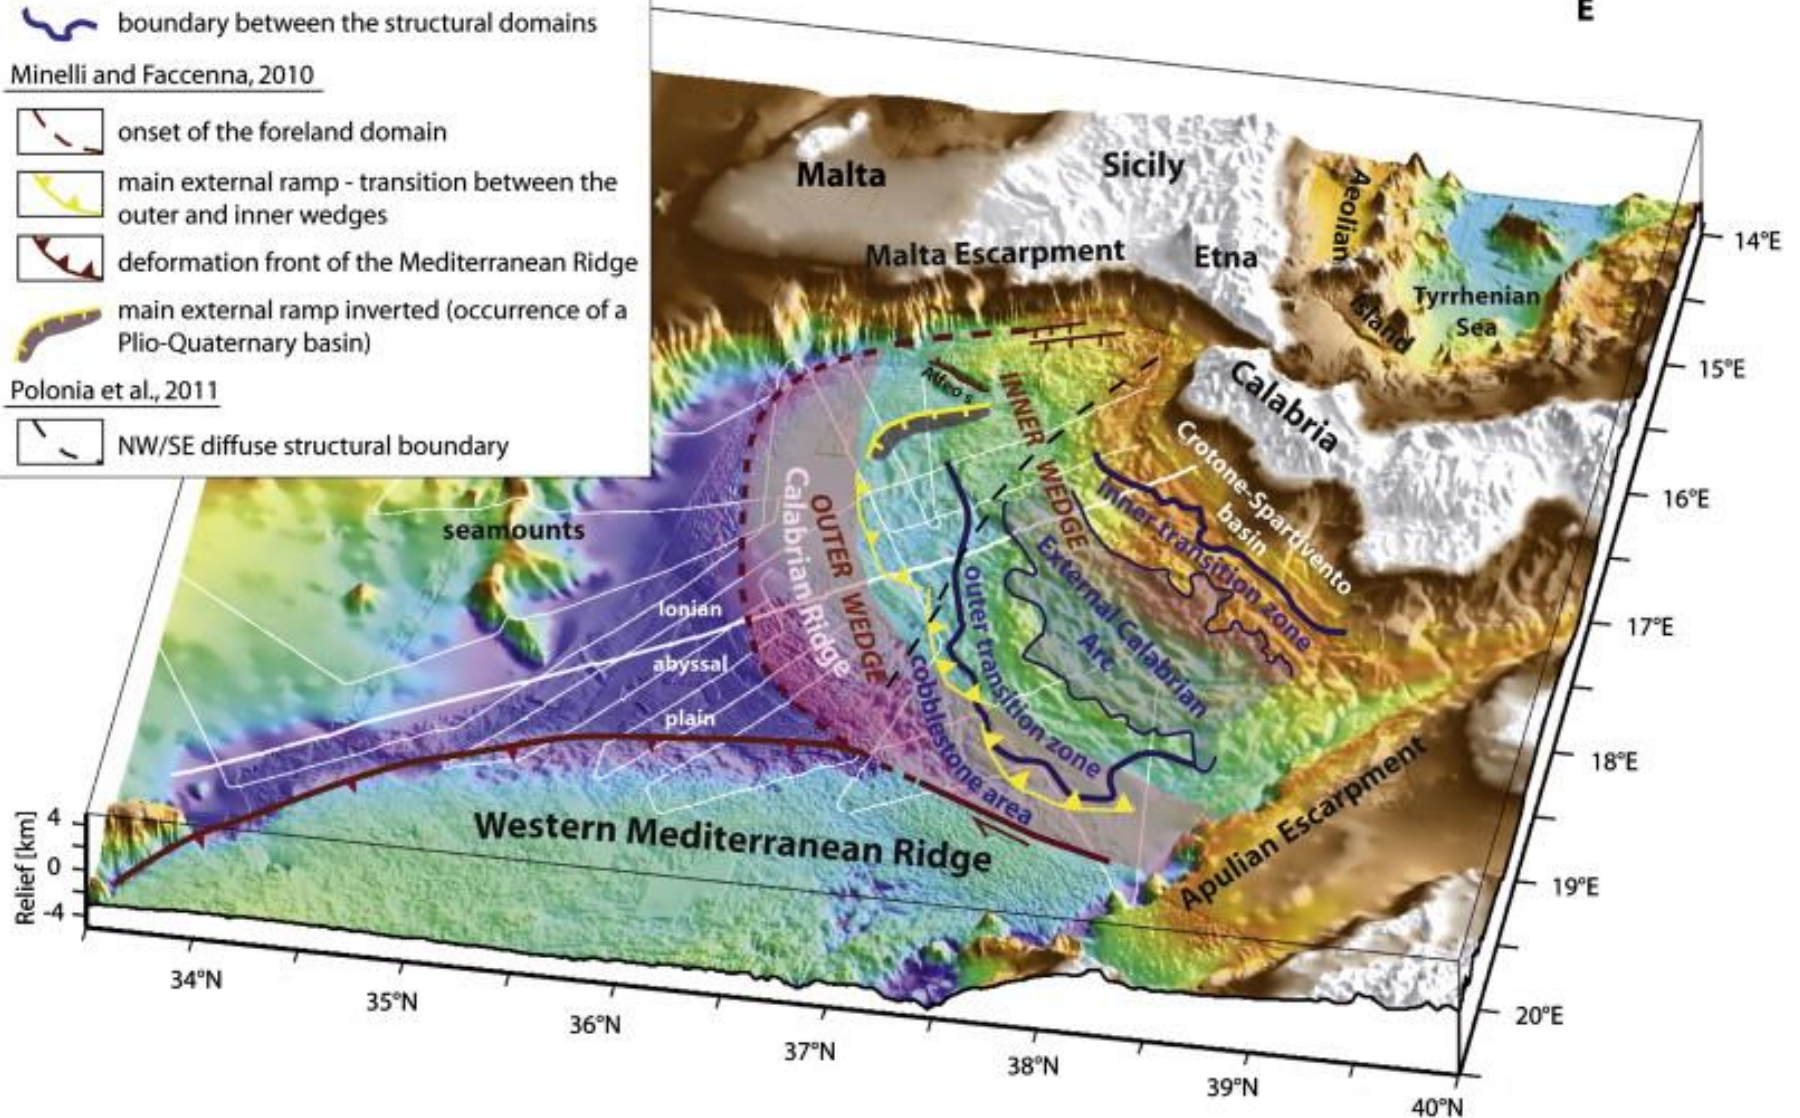 boundary between the structural domains
Minelli and Faccenna, 2010
onset of the foreland domain
main external ramp - transition between the
outer and inner wedges
deformation front of the Mediterranean Ridge
main external ramp inverted (occurrence of a
Plio-Quaternary basin)
Polonia et al., 2011
NW/SE diffuse structural boundary
E
Malta
Sicily
Malta Escarpment
Etna
Aeolian
Island
Tyrrhenian
Sea
14°E
15°E
16°E
17°E
18°E
19°E
20°E
Calabria
Alfeo s
INNER
WEDGE
Crotone-Spartivento
basin
Inner transition zone
External Calabrian
Arc
outer transition zone
cobblestone area
OUTER WEDGE
Calabrian Ridge
seamounts
Ionian
abyssal
plain
Western Mediterranean Ridge
Apulian Escarpment
Relief [km]
4
0
-4
34°N
35°N
36°N
37°N
38°N
39°N
40°N